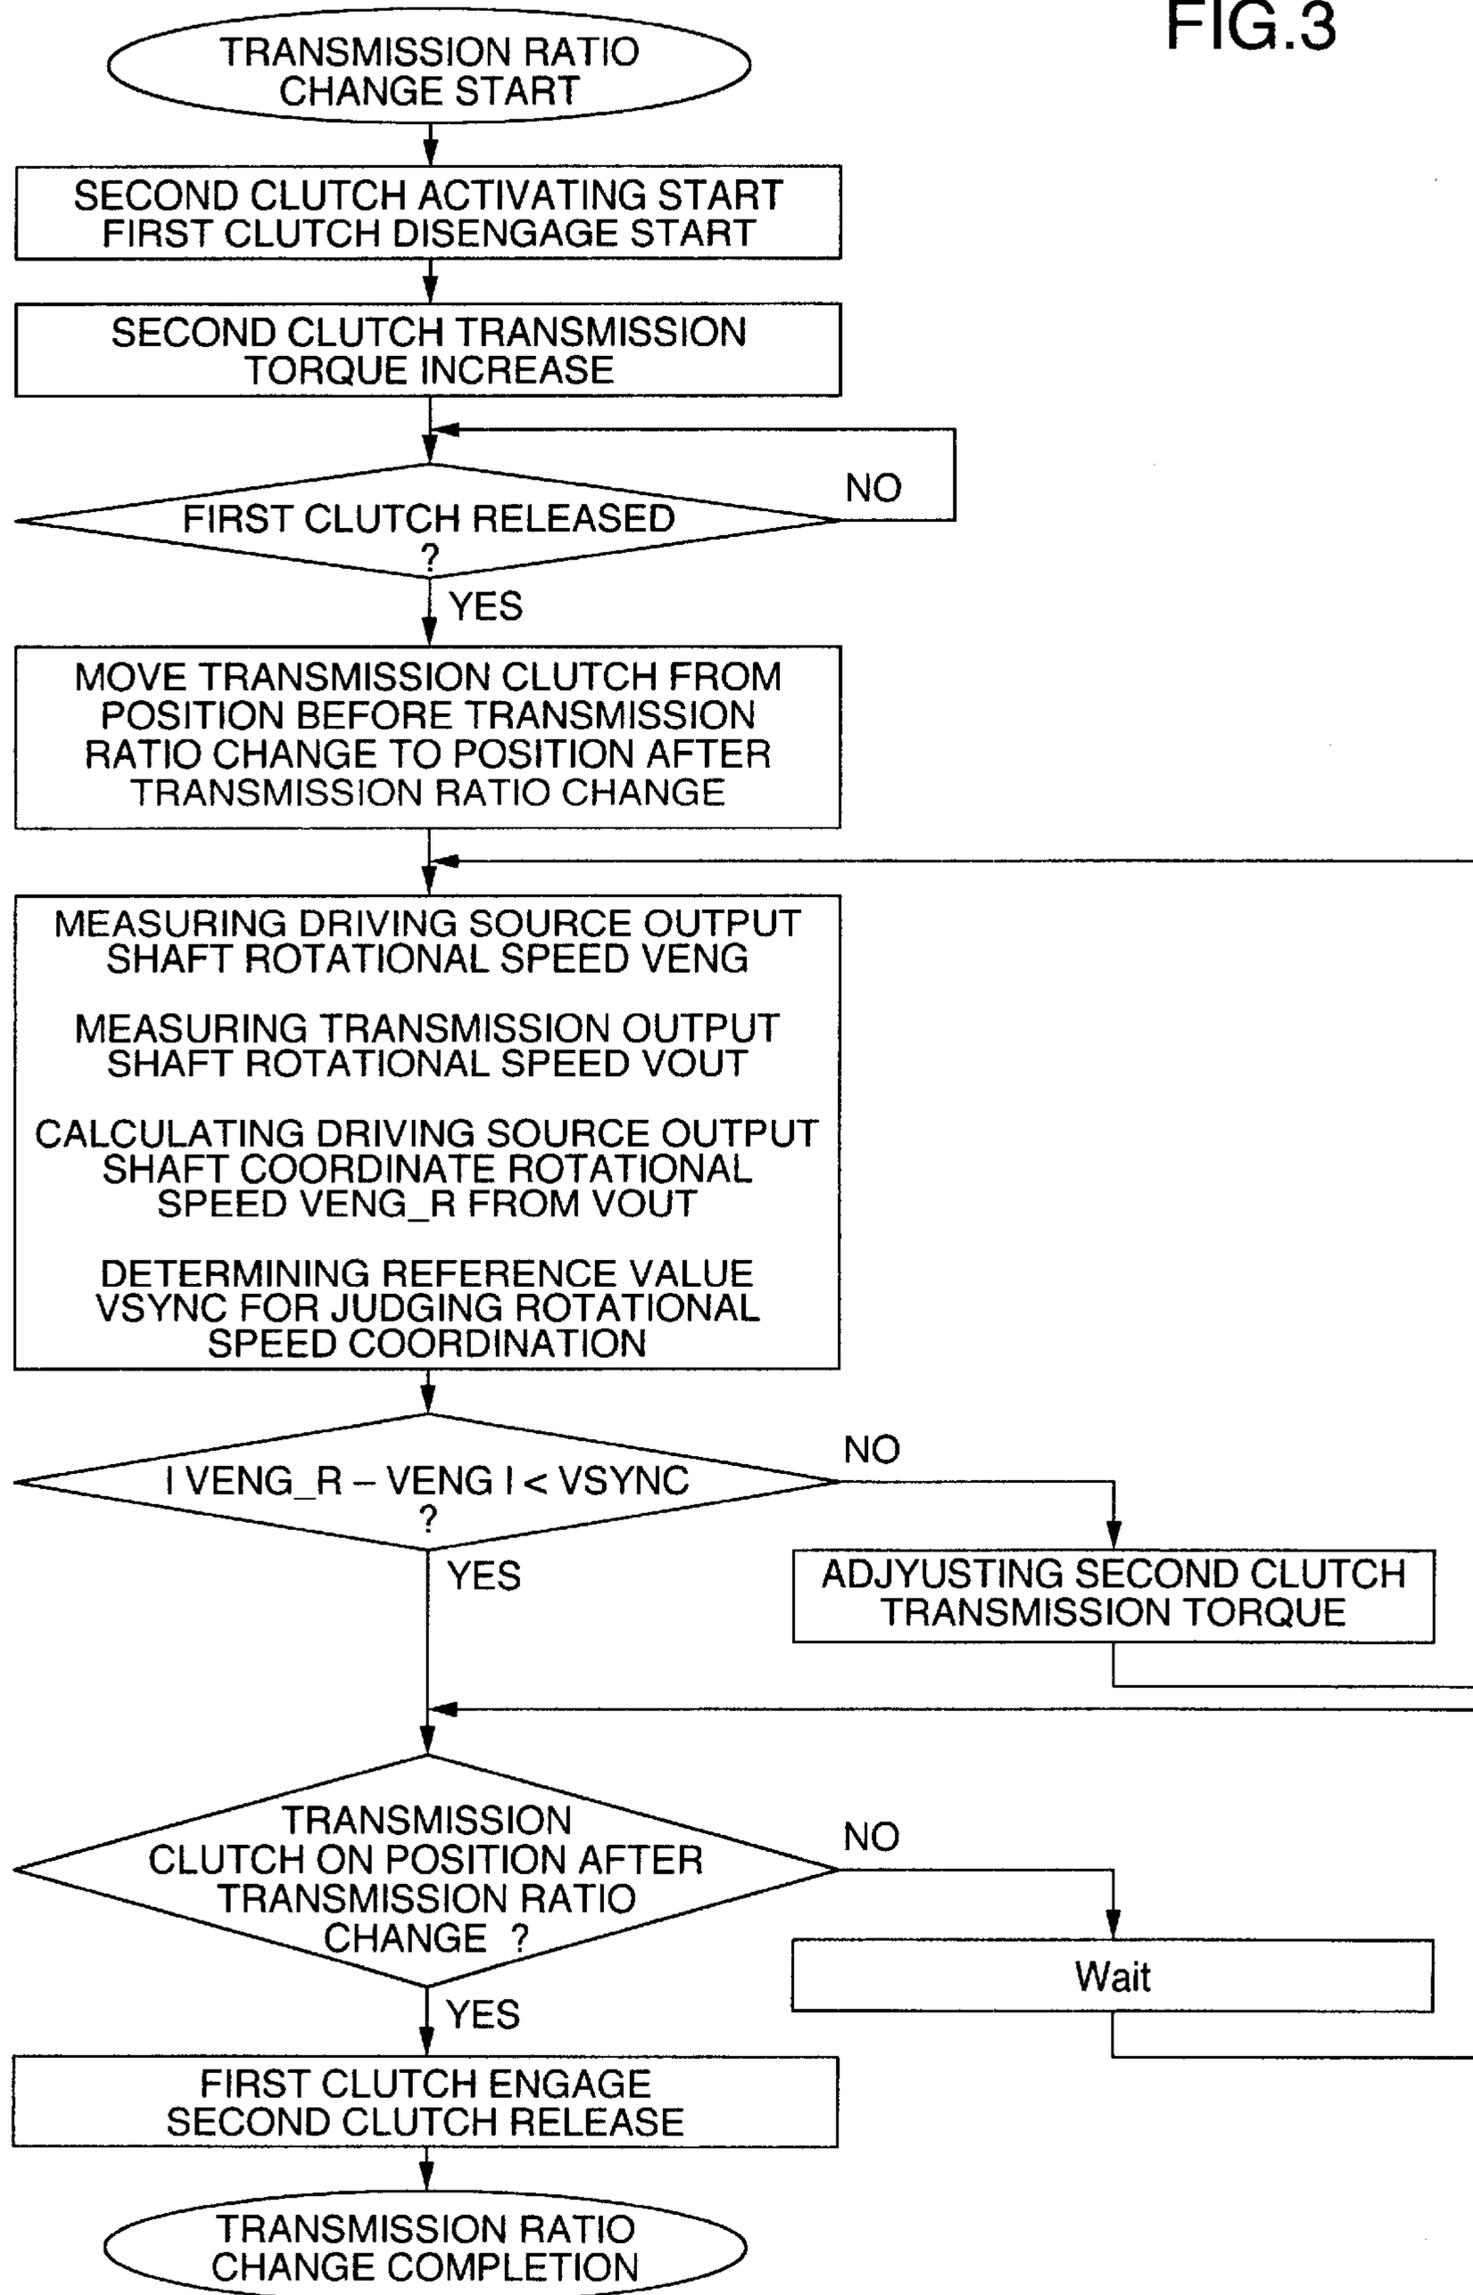 FIG.3
TRANSMISSION RATIO
CHANGE START
SECOND CLUTCH ACTIVATING START
FIRST CLUTCH DISENGAGE START
SECOND CLUTCH TRANSMISSION
TORQUE INCREASE
NO
FIRST CLUTCH RELEASED
?
YES
MOVE TRANSMISSION CLUTCH FROM
POSITION BEFORE TRANSMISSION
RATIO CHANGE TO POSITION AFTER
TRANSMISSION RATIO CHANGE
MEASURING DRIVING SOURCE OUTPUT
SHAFT ROTATIONAL SPEED VENG
MEASURING TRANSMISSION OUTPUT
SHAFT ROTATIONAL SPEED VOUT
CALCULATING DRIVING SOURCE OUTPUT
SHAFT COORDINATE ROTATIONAL
SPEED VENG_R FROM VOUT
DETERMINING REFERENCE VALUE
VSYNC FOR JUDGING ROTATIONAL
SPEED COORDINATION
NO
I VENG_R – VENG I < VSYNC
?
YES
ADJYUSTING SECOND CLUTCH
TRANSMISSION TORQUE
TRANSMISSION
CLUTCH ON POSITION AFTER
TRANSMISSION RATIO
CHANGE ?
NO
Wait
YES
FIRST CLUTCH ENGAGE
SECOND CLUTCH RELEASE
TRANSMISSION RATIO
CHANGE COMPLETION